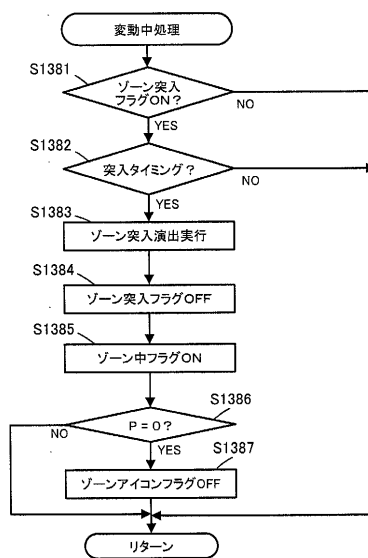 変動中処理
S1381
ゾーン突入
フラグON?
NO
YES
S1382
突入タイミング?
NO
YES
S1383
ゾーン突入演出実行
S1384
ゾーン突入フラグOFF
S1385
ゾーン中フラグON
S1386
P=0?
NO
YES
S1387
ゾーンアイコンフラグOFF
リターン